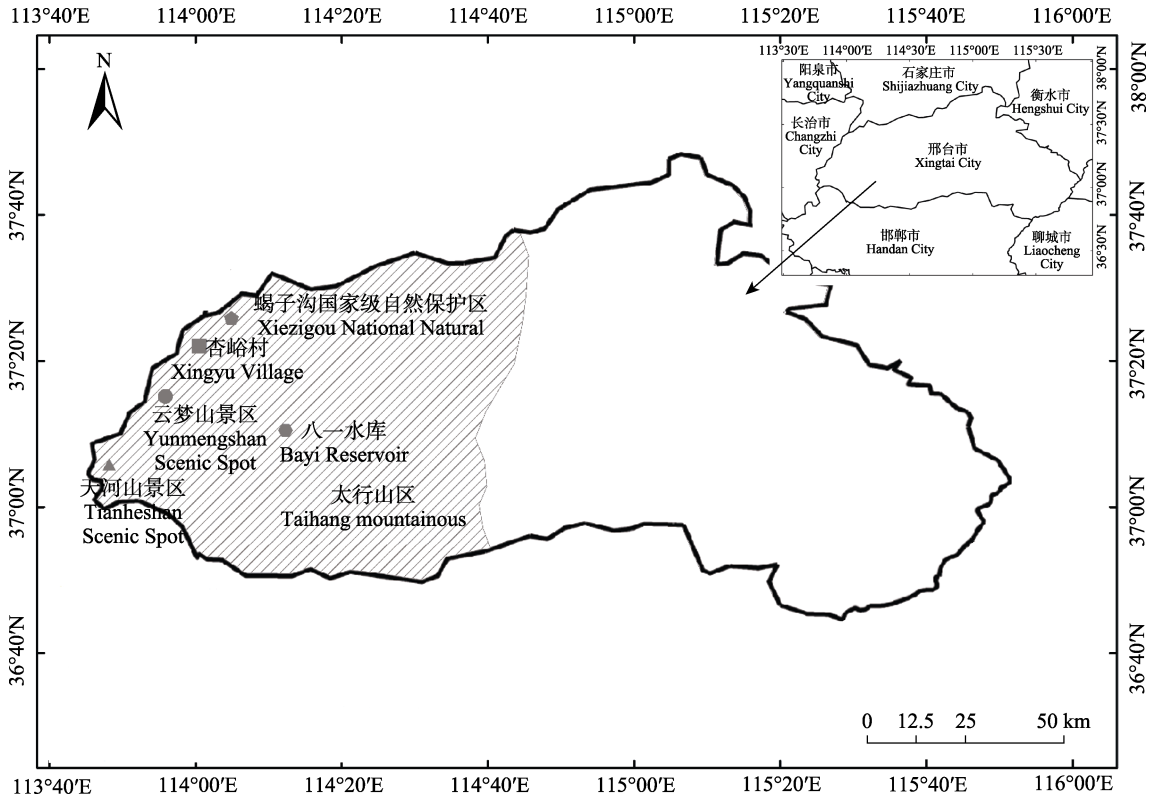 113°40′E 114°00′E 114°20′E 114°40′E 115°00′E 115°20′E 115°40′E 116°00′E
N
113°30′E 114°00′E 114°30′E 115°00′E 115°30′E
阳泉市
Yangquanshi
City
石家庄市
Shijiazhuang City
衡水市
Hengshui City
长治市
Changzhi
City
邢台市
Xingtai City
邯郸市
Handan City
聊城市
Liaocheng
City
38°00′N
37°30′N
37°00′N
36°30′N
38°00′N
37°40′N
37°20′N
37°00′N
36°40′N
37°40′N
37°20′N
37°00′N
36°40′N
蝎子沟国家级自然保护区
Xiezigou National Natural
杏峪村
Xingyu Village
云梦山景区
Yunmengshan
Scenic Spot
八一水库
Bayi Reservoir
天河山景区
Tianheshan
Scenic Spot
太行山区
Taihang mountainous
0 12.5 25 50 km
113°40′E 114°00′E 114°20′E 114°40′E 115°00′E 115°20′E 115°40′E 116°00′E